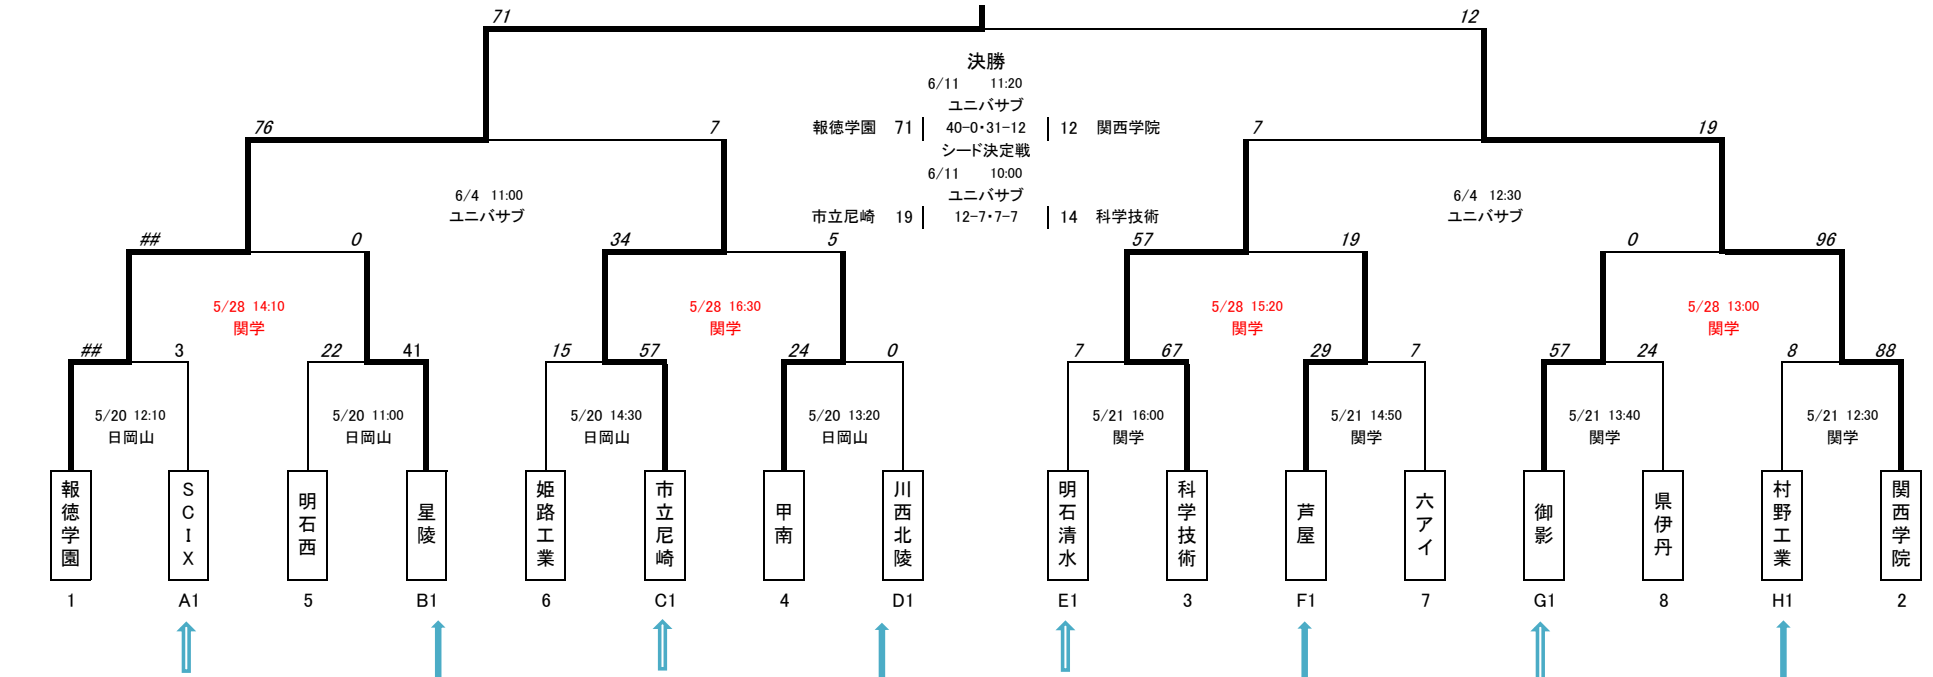 71 12
決勝
6/11 11:20
ユニバサブ
報徳学園 71 40-0・31-12 12 関西学院
シード決定戦
6/11 10:00
ユニバサブ
市立尼崎 19 12-7・7-7 14 科学技術
76 7 7 19
6/4 11:00 6/4 12:30
ユニバサブ ユニバサブ
## 0 34 5 57 19 0 96
5/28 14:10 5/28 16:30 5/28 15:20 5/28 13:00
関学 関学 関学 関学
## 3 22 41 15 57 24 0 7 67 29 7 57 24 8 88
5/20 12:10 5/20 11:00 5/20 14:30 5/20 13:20 5/21 16:00 5/21 14:50 5/21 13:40 5/21 12:30
日岡山 日岡山 日岡山 日岡山 関学 関学 関学 関学
報徳学園
SCIX
明石西
星陵
姫路工業
市立尼崎
甲南
川西北陵
明石清水
科学技術
芦屋
六アイ
御影
県伊丹
村野工業
関西学院
1 A1 5 B1 6 C1 4 D1 E1 3 F1 7 G1 8 H1 2